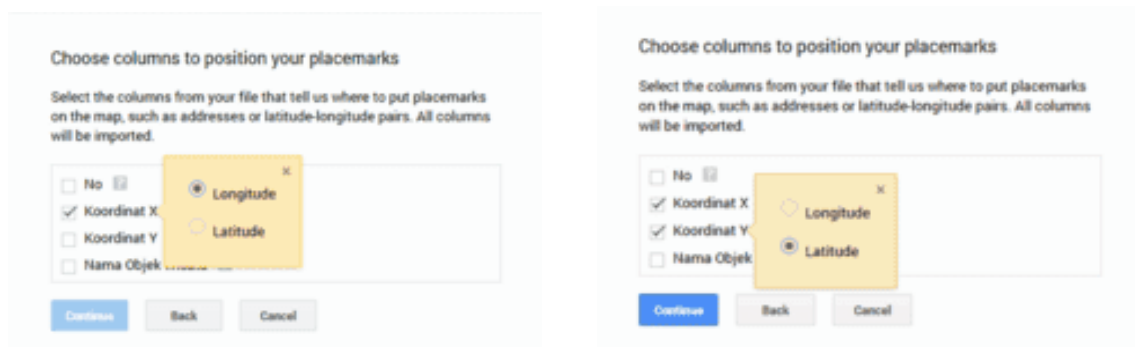 Choose columns to position your placemarks
Select the columns from your file that tell us where to put placemarks
on the map, such as addresses or latitude-longitude pairs. All columns
will be imported.
No ?
Koordinat X
Koordinat Y
Nama Objek
×
Longitude
Latitude
Continue Back Cancel
Choose columns to position your placemarks
Select the columns from your file that tell us where to put placemarks
on the map, such as addresses or latitude-longitude pairs. All columns
will be imported.
No ?
Koordinat X
Koordinat Y
Nama Objek
×
Longitude
Latitude
Continue Back Cancel